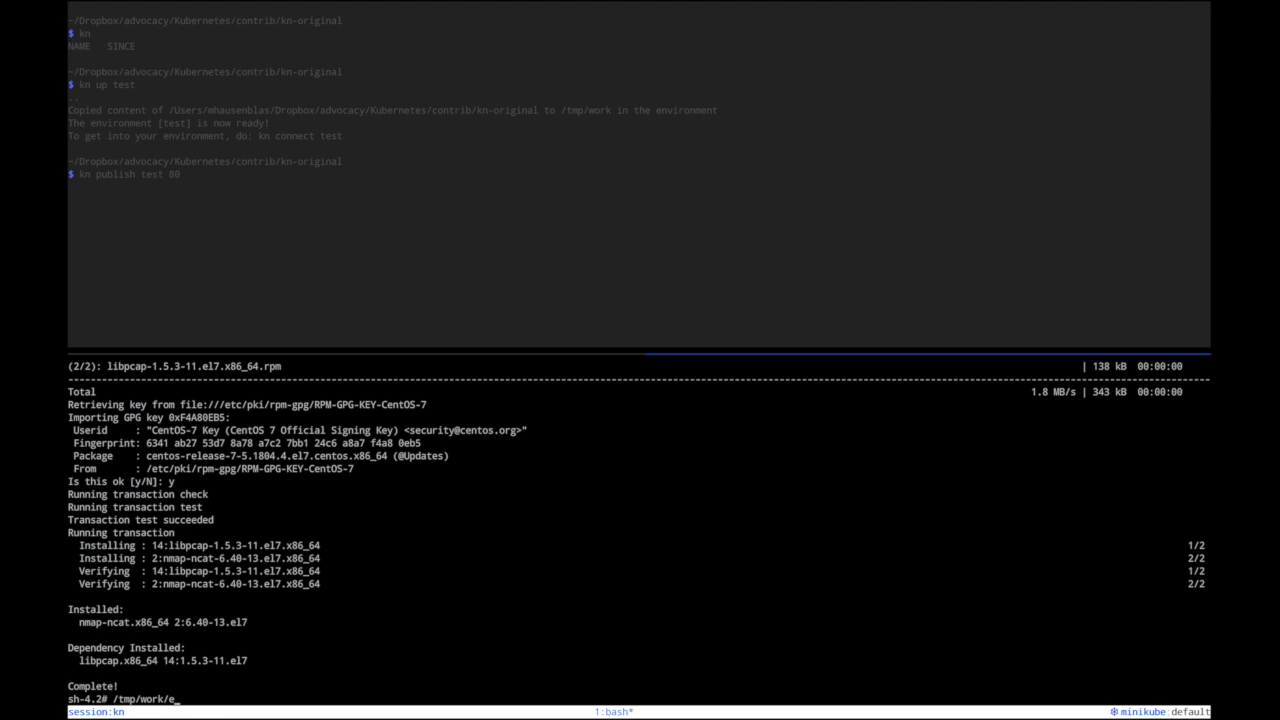 ~/Dropbox/advocacy/Kubernetes/contrib/kn-original
$ kn
NAME   SINCE
~/Dropbox/advocacy/Kubernetes/contrib/kn-original
$ kn up test
..
Copied content of /Users/mhausenblas/Dropbox/advocacy/Kubernetes/contrib/kn-original to /tmp/work in the environment
The environment [test] is now ready!
To get into your environment, do: kn connect test
~/Dropbox/advocacy/Kubernetes/contrib/kn-original
$ kn publish test 80
(2/2): libpcap-1.5.3-11.el7.x86_64.rpm | 138 kB  00:00:00
--------------------------------------------------------------------------------
Total 1.8 MB/s | 343 kB  00:00:00
Retrieving key from file:///etc/pki/rpm-gpg/RPM-GPG-KEY-CentOS-7
Importing GPG key 0xF4A80EB5:
 Userid     : "CentOS-7 Key (CentOS 7 Official Signing Key) <security@centos.org>"
 Fingerprint: 6341 ab27 53d7 8a78 a7c2 7bb1 24c6 a8a7 f4a8 0eb5
 Package    : centos-release-7-5.1804.4.el7.centos.x86_64 (@Updates)
 From       : /etc/pki/rpm-gpg/RPM-GPG-KEY-CentOS-7
Is this ok [y/N]: y
Running transaction check
Running transaction test
Transaction test succeeded
Running transaction
  Installing : 14:libpcap-1.5.3-11.el7.x86_64 1/2
  Installing : 2:nmap-ncat-6.40-13.el7.x86_64 2/2
  Verifying  : 14:libpcap-1.5.3-11.el7.x86_64 1/2
  Verifying  : 2:nmap-ncat-6.40-13.el7.x86_64 2/2
Installed:
  nmap-ncat.x86_64 2:6.40-13.el7
Dependency Installed:
  libpcap.x86_64 14:1.5.3-11.el7
Complete!
sh-4.2# /tmp/work/e_
session:kn 1:bash* ⎈ minikube:default